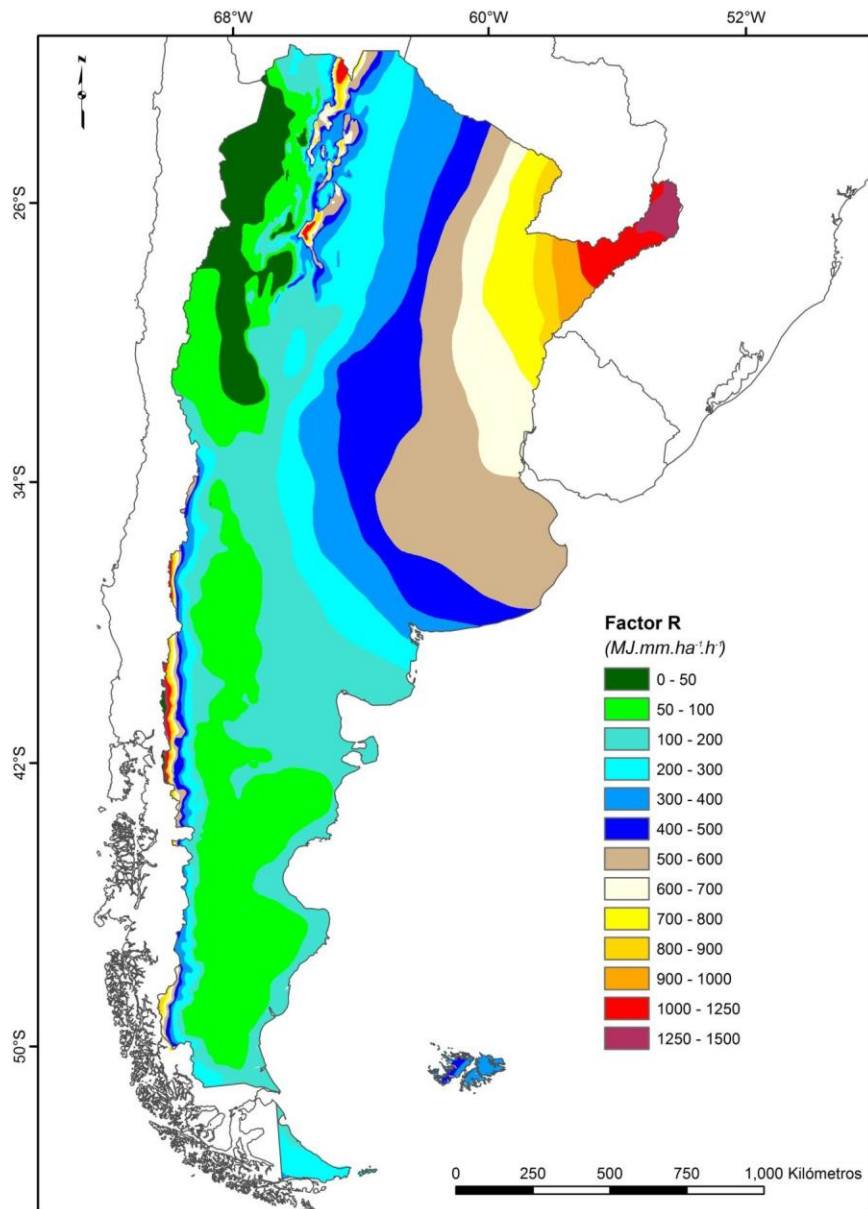 68°W 60°W 52°W
N
26°S
34°S
Factor R
(MJ.mm.ha⁻¹.h⁻¹)
0 - 50
50 - 100
100 - 200
200 - 300
300 - 400
42°S
400 - 500
500 - 600
600 - 700
700 - 800
800 - 900
900 - 1000
1000 - 1250
1250 - 1500
50°S
0 250 500 750 1,000 Kilómetros